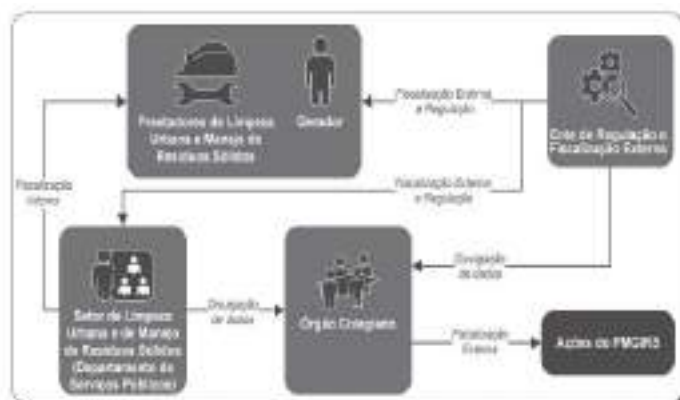 Prestadores de Limpeza
Urbana e Manejo de
Resíduos Sólidos
Gerador
Fiscalização Externa
e Regulação
Ente de Regulação e
Fiscalização Externa
Fiscalização
Interna
Fiscalização Externa
e Regulação
Setor de Limpeza
Urbana e de Manejo
de Resíduos Sólidos
(Departamento de
Serviços Públicos)
Divulgação
de dados
Órgão Colegiado
Divulgação
de dados
Fiscalização
Externa
Ações do PMGIRS